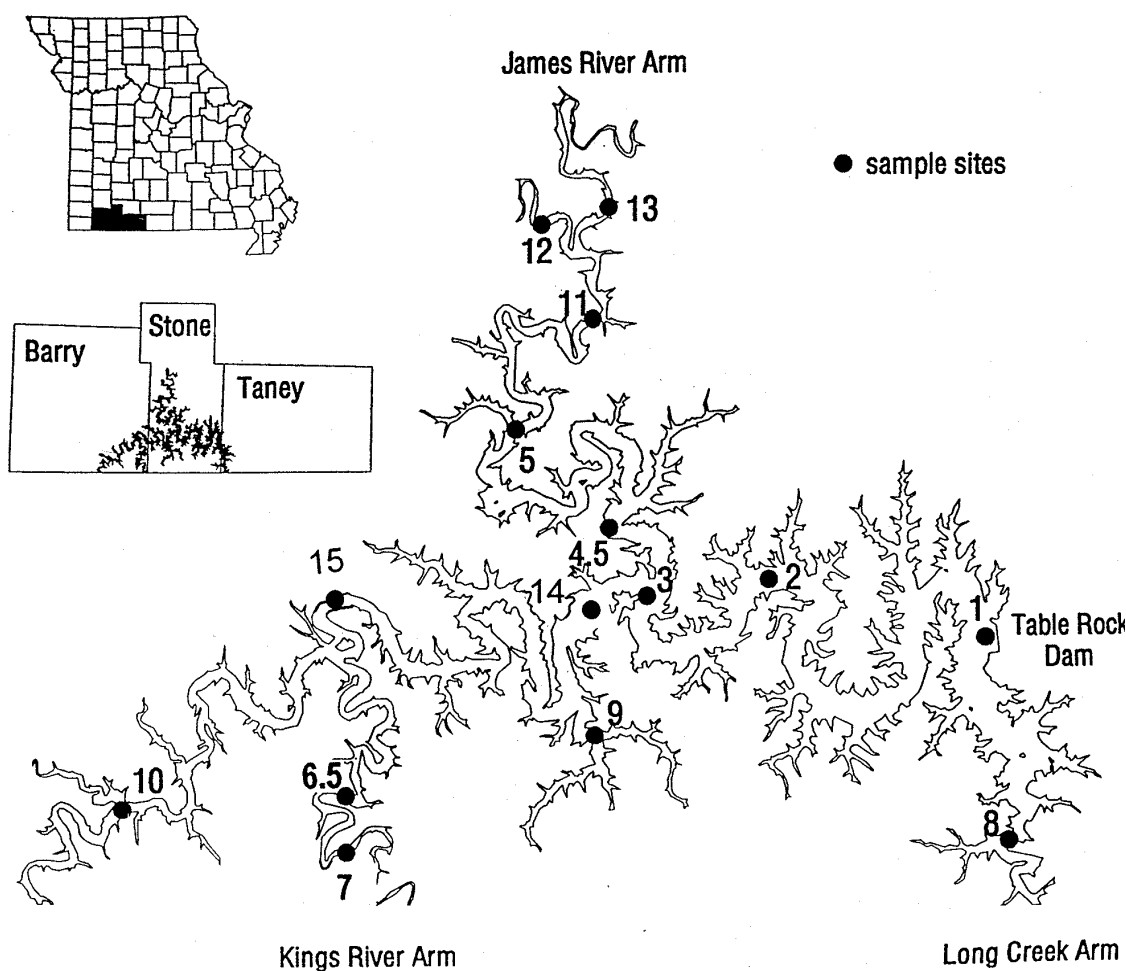 James River Arm
sample sites
13
12
11
Stone
Barry
Taney
5
4.5
15
14
3
2
1
Table Rock
Dam
9
10
6.5
8
7
Kings River Arm
Long Creek Arm